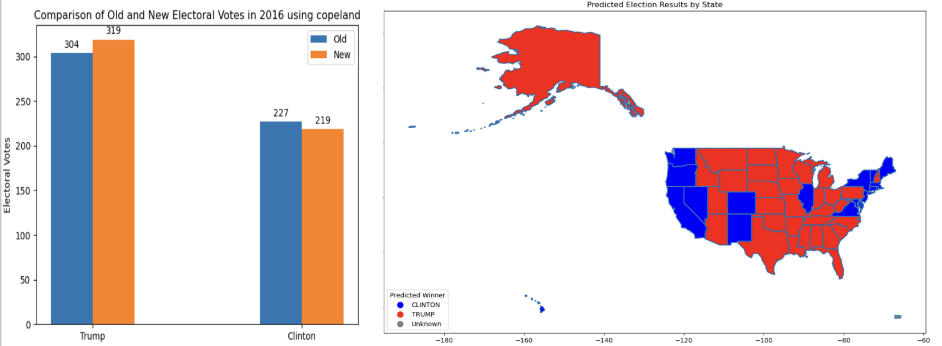 Comparison of Old and New Electoral Votes in 2016 using copeland
319
304
227
219
Old
New
300
250
200
150
100
50
0
Electoral Votes
Trump
Clinton
Predicted Election Results by State
Predicted Winner
CLINTON
TRUMP
Unknown
−180
−160
−140
−120
−100
−80
−60